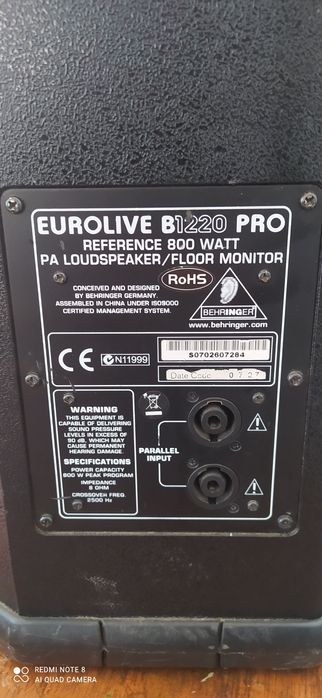 EUROLIVE B1220 PRO
REFERENCE 800 WATT
PA LOUDSPEAKER/FLOOR MONITOR
RoHS
CONCEIVED AND DESIGNED
BY BEHRINGER GERMANY.
ASSEMBLED IN CHINA UNDER ISO9000
CERTIFIED MANAGEMENT SYSTEM.
BEHRINGER
www.behringer.com
CE
N11999
S0702607284
Date Code 0727
WARNING
THIS EQUIPMENT IS
CAPABLE OF DELIVERING
SOUND PRESSURE
LEVELS IN EXCESS OF
90 dB, WHICH MAY
CAUSE PERMANENT
HEARING DAMAGE.
SPECIFICATIONS
POWER CAPACITY
800 W PEAK PROGRAM
IMPEDANCE
8 OHM
CROSSOVER FREQ.
2500 Hz
PARALLEL
INPUT
REDMI NOTE 8
AI QUAD CAMERA